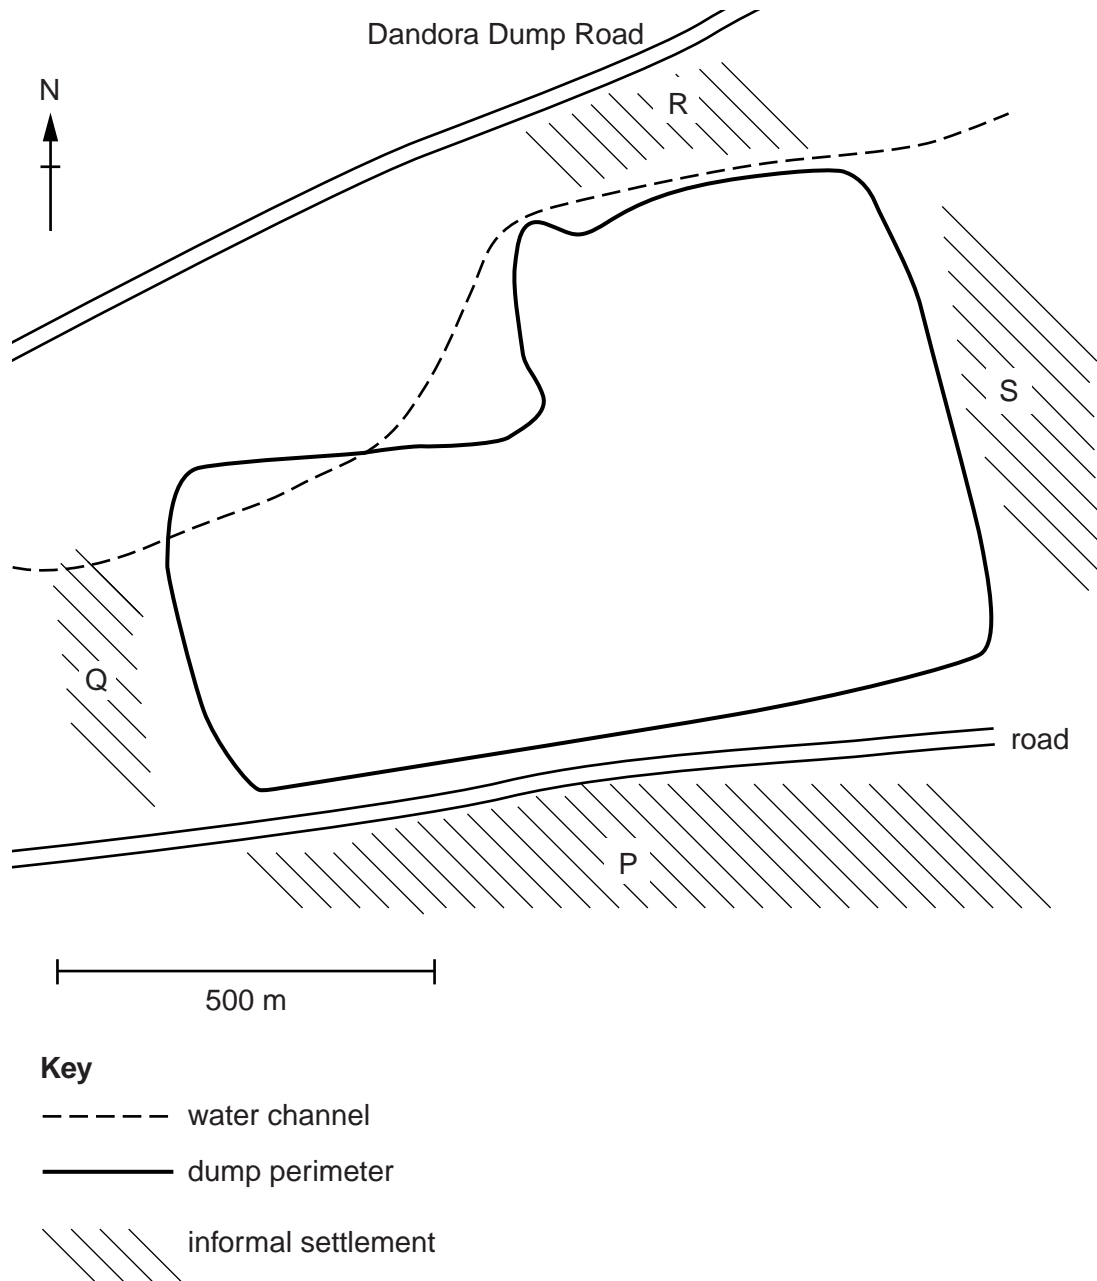 Dandora Dump Road
N
R
S
Q
road
P
500 m
Key
water channel
dump perimeter
informal settlement